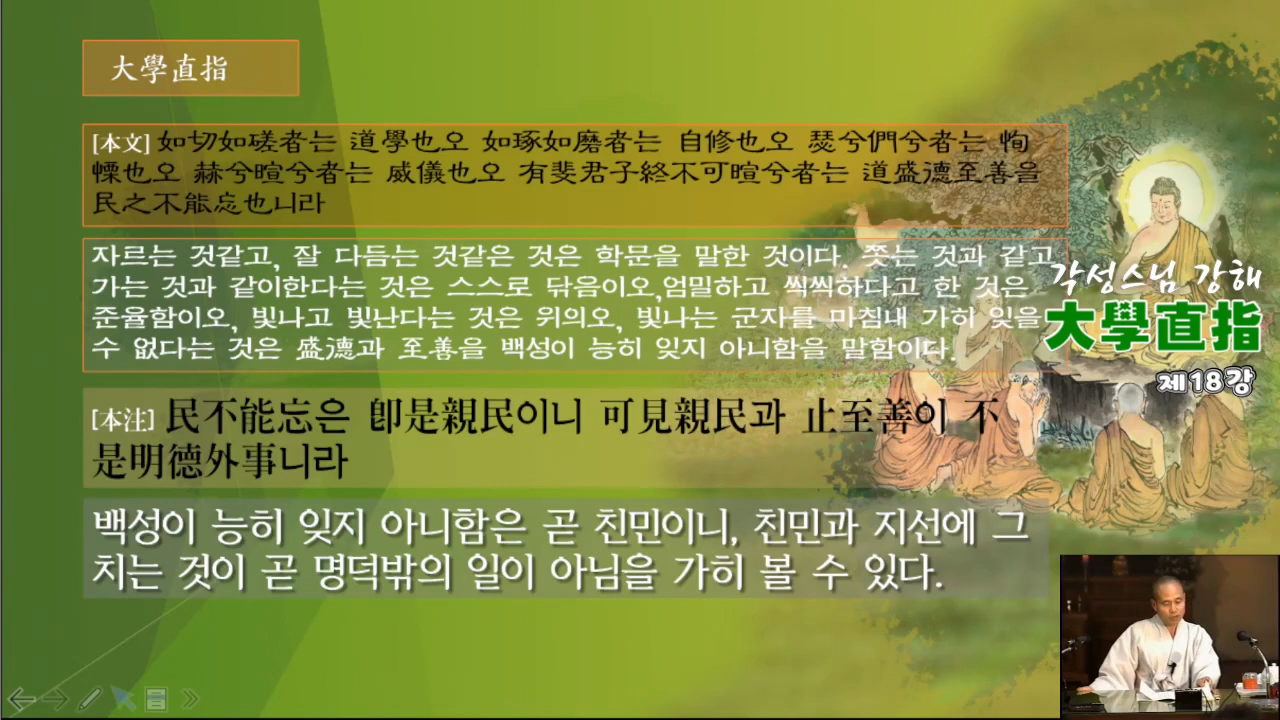 大學直指
[本文] 如切如磋者는 道學也오 如琢如磨者는 自修也오 瑟兮僩兮者는 恂
慄也오 赫兮喧兮者는 威儀也오 有斐君子終不可喧兮者는 道盛德至善을
民之不能忘也니라
자르는 것같고, 잘 다듬는 것같은 것은 학문을 말한 것이다. 쪼는 것과 같고
가는 것과 같이한다는 것은 스스로 닦음이오,엄밀하고 씩씩하다고 한 것은
준율함이오, 빛나고 빛난다는 것은 위의오, 빛나는 군자를 마침내 가히 잊을
수 없다는 것은 盛德과 至善을 백성이 능히 잊지 아니함을 말함이다.
[本注] 民不能忘은 卽是親民이니 可見親民과 止至善이 不
是明德外事니라
백성이 능히 잊지 아니함은 곧 친민이니, 친민과 지선에 그
치는 것이 곧 명덕밖의 일이 아님을 가히 볼 수 있다.
각성스님 강해
大學直指
제18강